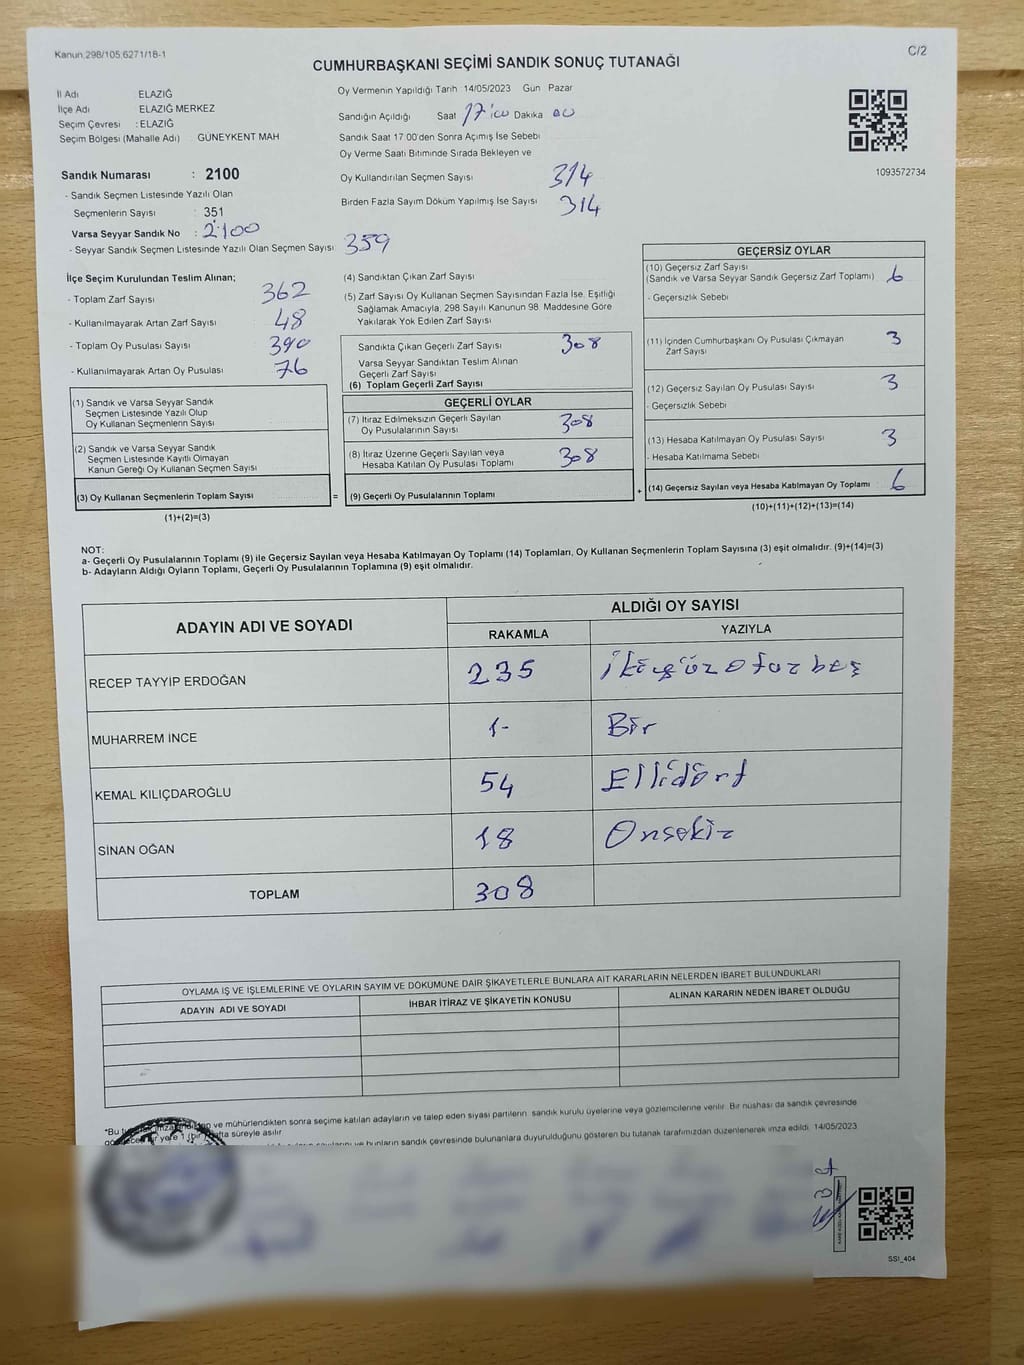 Kanun;298/105,6271/18-1
C/2
CUMHURBAŞKANI SEÇİMİ SANDIK SONUÇ TUTANAĞI
İl Adı ELAZIĞ
İlçe Adı ELAZIĞ MERKEZ
Seçim Çevresi : ELAZIĞ
Seçim Bölgesi (Mahalle Adı) GÜNEYKENT MAH
Oy Vermenin Yapıldığı Tarih 14/05/2023 Gün Pazar
Sandığın Açıldığı Saat 17:00 Dakika 00
Sandık Saat 17 00'den Sonra Açımış İse Sebebi
Oy Verme Saati Bitiminde Sırada Bekleyen ve
Oy Kullandırılan Seçmen Sayısı 314
Birden Fazla Sayım Döküm Yapılmış İse Sayısı 314
1093572734
Sandık Numarası : 2100
- Sandık Seçmen Listesinde Yazılı Olan
Seçmenlerin Sayısı : 351
Varsa Seyyar Sandık No : 2100
- Seyyar Sandık Seçmen Listesinde Yazılı Olan Seçmen Sayısı 359
İlçe Seçim Kurulundan Teslim Alınan;
- Toplam Zarf Sayısı 362
- Kullanılmayarak Artan Zarf Sayısı 48
- Toplam Oy Pusulası Sayısı 390
- Kullanılmayarak Artan Oy Pusulası 76
(1) Sandık ve Varsa Seyyar Sandık
Seçmen Listesinde Yazılı Olup
Oy Kullanan Seçmenlerin Sayısı
(2) Sandık ve Varsa Seyyar Sandık
Seçmen Listesinde Kayıtlı Olmayan
Kanun Gereği Oy Kullanan Seçmen Sayısı
(3) Oy Kullanan Seçmenlerin Toplam Sayısı
(1)+(2)=(3)
=
(4) Sandıktan Çıkan Zarf Sayısı
(5) Zarf Sayısı Oy Kullanan Seçmen Sayısından Fazla İse, Eşitliği
Sağlamak Amacıyla, 298 Sayılı Kanunun 98. Maddesine Göre
Yakılarak Yok Edilen Zarf Sayısı
Sandıkta Çıkan Geçerli Zarf Sayısı 308
Varsa Seyyar Sandıktan Teslim Alınan
Geçerli Zarf Sayısı
(6) Toplam Geçerli Zarf Sayısı
GEÇERLİ OYLAR
(7) İtiraz Edilmeksizin Geçerli Sayılan
Oy Pusulalarının Sayısı 308
(8) İtiraz Üzerine Geçerli Sayılan veya
Hesaba Katılan Oy Pusulası Toplamı 308
(9) Geçerli Oy Pusulalarının Toplamı
+
GEÇERSİZ OYLAR
(10) Geçersiz Zarf Sayısı
(Sandık ve Varsa Seyyar Sandık Geçersiz Zarf Toplamı) 6
- Geçersizlik Sebebi
(11) İçinden Cumhurbaşkanı Oy Pusulası Çıkmayan
Zarf Sayısı 3
(12) Geçersiz Sayılan Oy Pusulası Sayısı 3
- Geçersizlik Sebebi
(13) Hesaba Katılmayan Oy Pusulası Sayısı 3
- Hesaba Katılmama Sebebi
(14) Geçersiz Sayılan veya Hesaba Katılmayan Oy Toplamı 6
(10)+(11)+(12)+(13)=(14)
NOT:
a- Geçerli Oy Pusulalarının Toplamı (9) ile Geçersiz Sayılan veya Hesaba Katılmayan Oy Toplamı (14) Toplamları, Oy Kullanan Seçmenlerin Toplam Sayısına (3) eşit olmalıdır. (9)+(14)=(3)
b- Adayların Aldığı Oyların Toplamı, Geçerli Oy Pusulalarının Toplamına (9) eşit olmalıdır.
ADAYIN ADI VE SOYADI
ALDIĞI OY SAYISI
RAKAMLA YAZIYLA
RECEP TAYYIP ERDOĞAN 235 ikiyüzotuzbeş
MUHARREM INCE 1- Bir
KEMAL KILIÇDAROĞLU 54 Ellidört
SİNAN OĞAN 18 Onsekiz
TOPLAM 308
OYLAMA İŞ VE İŞLEMLERINE VE OYLARIN SAYIM VE DÖKÜMÜNE DAİR ŞİKAYETLERLE BUNLARA AİT KARARLARIN NELERDEN IBARET BULUNDUKLARI
ADAYIN ADI VE SOYADI İHBAR İTİRAZ VE ŞİKAYETİN KONUSU ALINAN KARARIN NEDEN İBARET OLDUĞU
ve mühürlendikten sonra seçime katılan adayların ve talep eden siyasi partilerin sandık kurulu üyelerine veya gözlemcilerine verilir. Bir nüshası da sandık çevresinde
yere 1 (bir) hafta süreyle asılır
ve bunların sandık çevresinde bulunanlara duyurulduğunu gösteren bu tutanak tarafımızdan düzenlenerek imza edildi. 14/05/2023
SSI_404